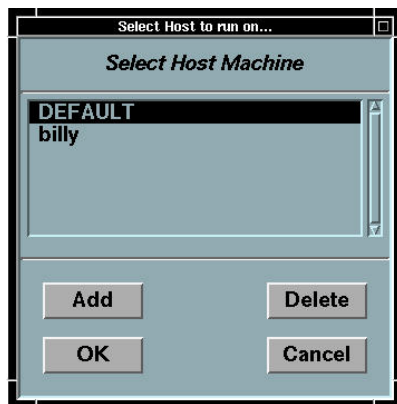 Select Host to run on...
Select Host Machine
DEFAULT
billy
Add Delete
OK Cancel